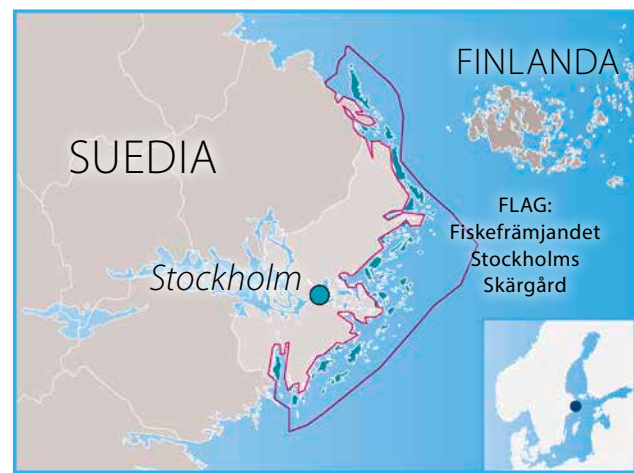 FINLANDA
SUEDIA
FLAG:
Fiskefrämjandet
Stockholms
Skärgård
Stockholm